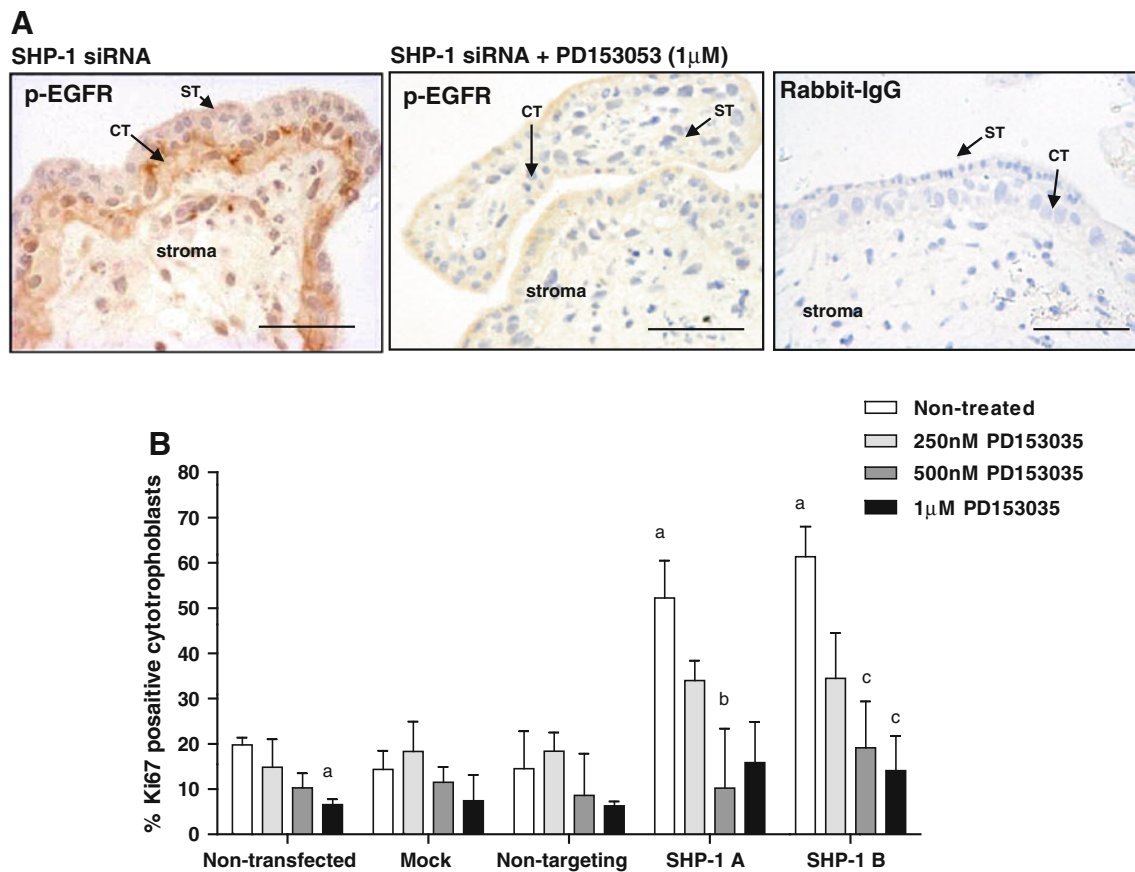 A
SHP-1 siRNA
SHP-1 siRNA + PD153053 (1μM)
p-EGFR
ST
CT
stroma
p-EGFR
CT
ST
stroma
Rabbit-IgG
ST
CT
stroma
B
Non-treated
250nM PD153035
500nM PD153035
1μM PD153035
% Ki67 posaitive cytotrophoblasts
80
70
60
50
40
30
20
10
0
a
a
b
a
c
c
Non-transfected
Mock
Non-targeting
SHP-1 A
SHP-1 B